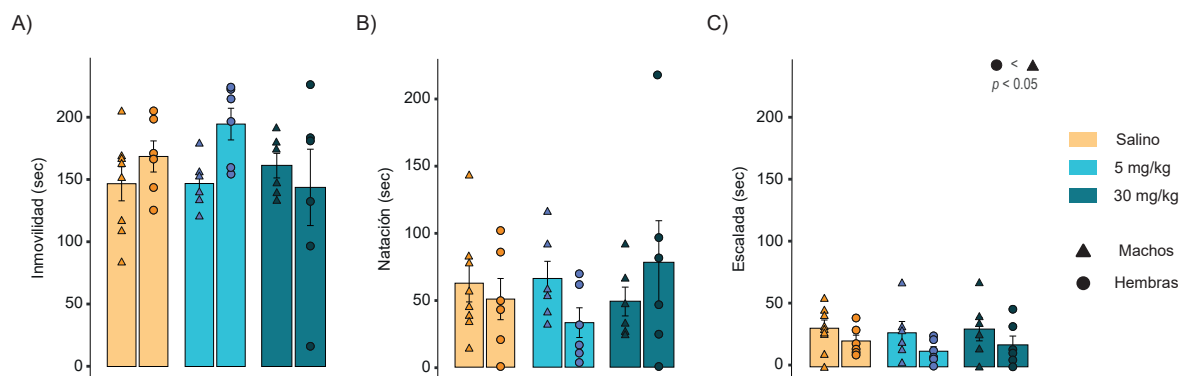 A)
B)
C)
Inmovilidad (sec)
200
150
100
50
0
Natación (sec)
200
150
100
50
0
Escalada (sec)
200
150
100
50
0
● < ▲
p < 0.05
Salino
5 mg/kg
30 mg/kg
Machos
Hembras